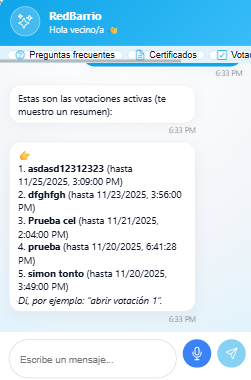 RedBarrio
Hola vecino/a 👋
Preguntas frecuentes
Certificados
Vota
6:33 PM
Estas son las votaciones activas (te
muestro un resumen):
6:33 PM
👉
1. asdasd12312323 (hasta
11/25/2025, 3:09:00 PM)
2. dfghfgh (hasta 11/23/2025, 3:56:00
PM)
3. Prueba cel (hasta 11/21/2025,
2:04:00 PM)
4. prueba (hasta 11/20/2025, 6:41:28
PM)
5. simon tonto (hasta 11/20/2025,
3:49:00 PM)
Di, por ejemplo: “abrir votación 1”.
6:33 PM
Escribe un mensaje...